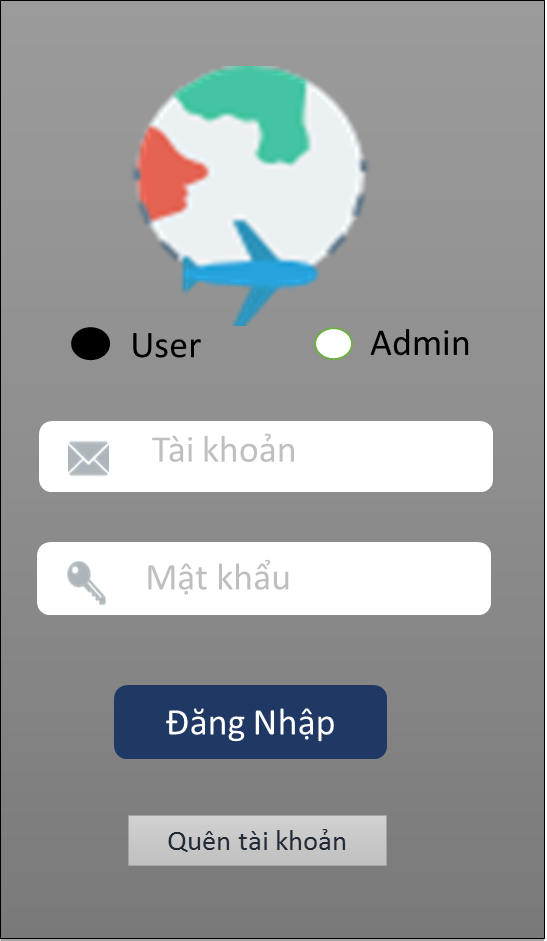 User
Admin
Tài khoản
Mật khẩu
Đăng Nhập
Quên tài khoản